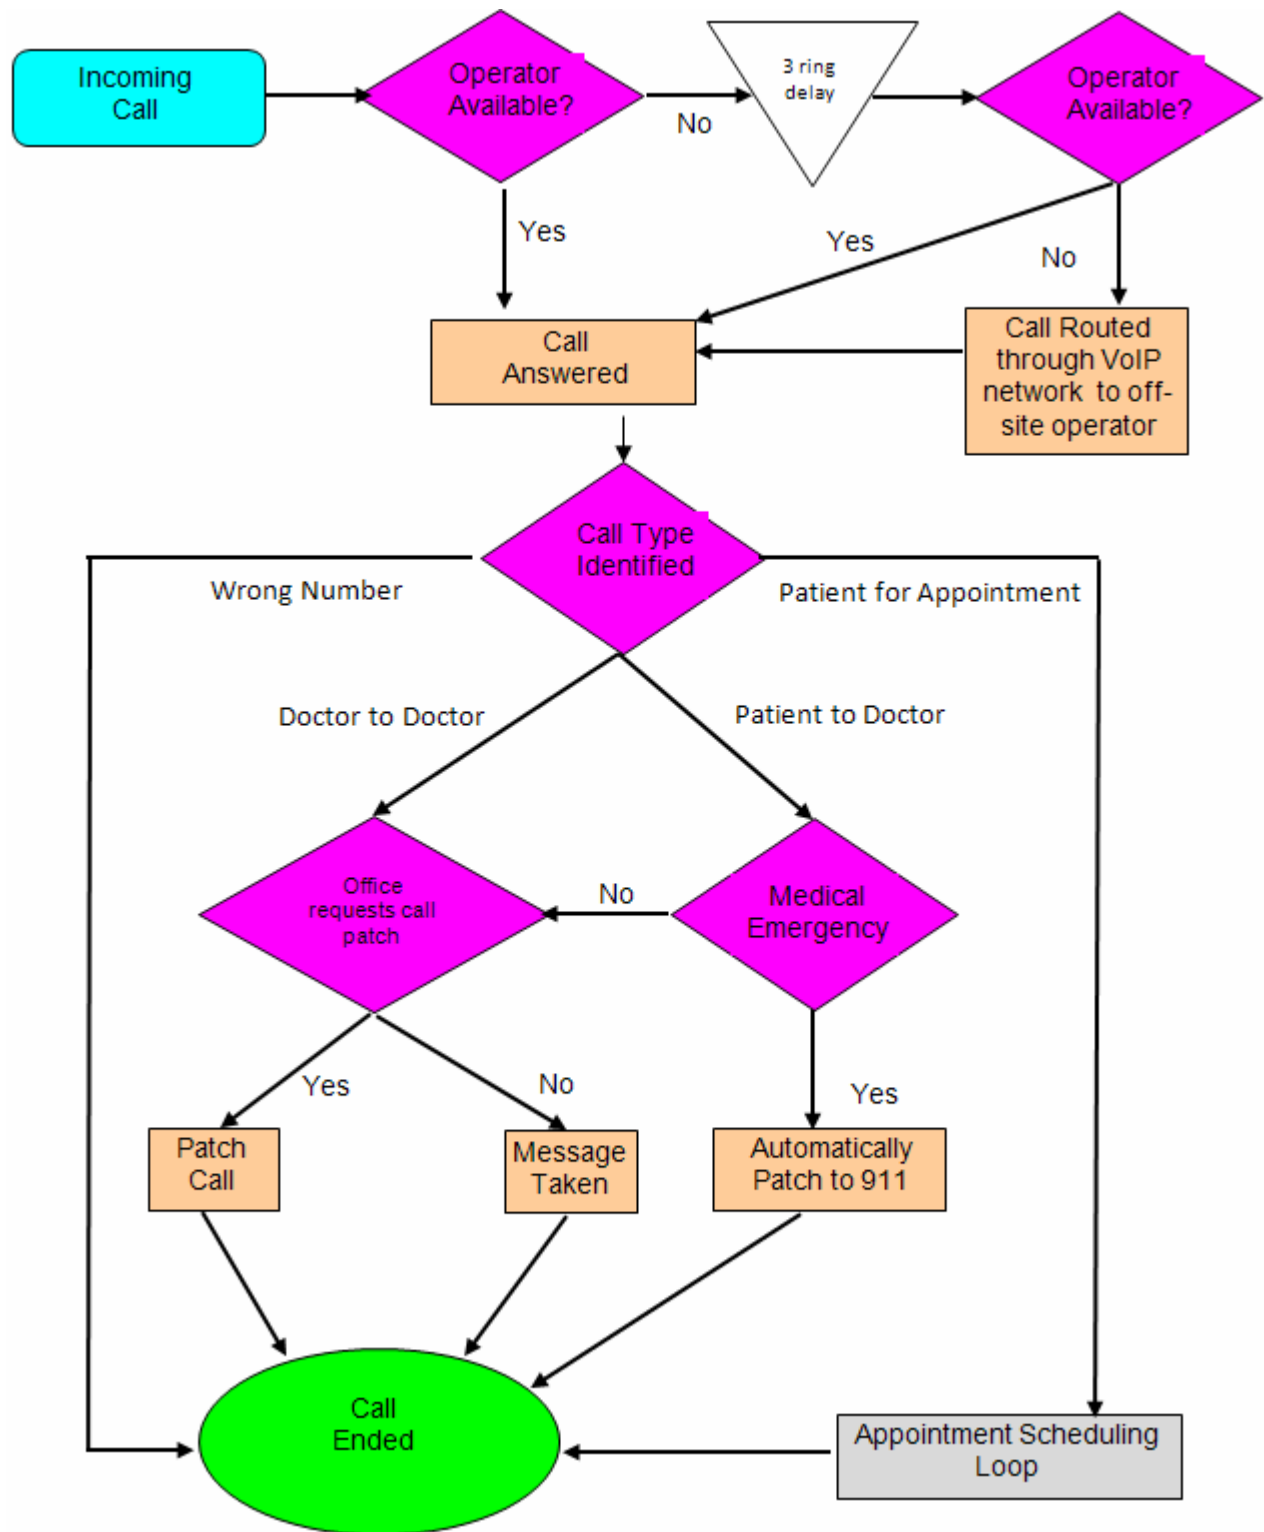 Incoming
Call
Operator
Available?
No
3 ring
delay
Operator
Available?
Yes
Yes
No
Call
Answered
Call Routed
through VoIP
network to off-
site operator
Call Type
Identified
Wrong Number
Patient for Appointment
Doctor to Doctor
Patient to Doctor
Office
requests call
patch
No
Medical
Emergency
Yes
No
Yes
Patch
Call
Message
Taken
Automatically
Patch to 911
Call
Ended
Appointment Scheduling
Loop